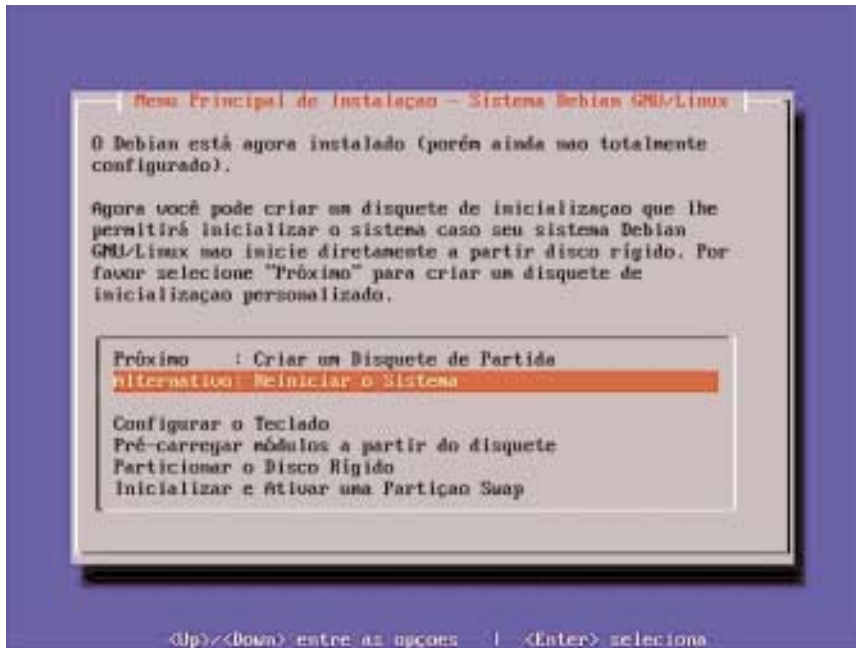 Menu Principal de Instalaçao - Sistema Debian GNU/Linux
O Debian está agora instalado (porém ainda nao totalmente
configurado).
Agora você pode criar um disquete de inicializaçao que lhe
permitirá inicializar o sistema caso seu sistema Debian
GNU/Linux nao inicie diretamente a partir disco rígido. Por
favor selecione "Próximo" para criar um disquete de
inicializaçao personalizado.
Próximo : Criar um Disquete de Partida
Alternativo: Reiniciar o Sistema
Configurar o Teclado
Pré-carregar módulos a partir do disquete
Particionar o Disco Rígido
Inicializar e Ativar uma Partiçao Swap
<Up>/<Down> entre as opçoes | <Enter> seleciona